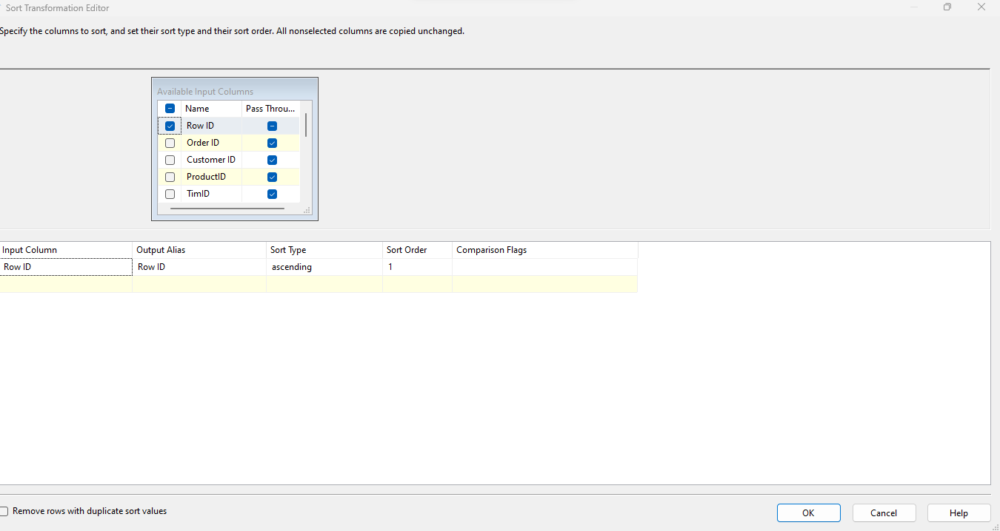 Sort Transformation Editor
Specify the columns to sort, and set their sort type and their sort order. All nonselected columns are copied unchanged.
Available Input Columns
Name Pass Throu...
Row ID
Order ID
Customer ID
ProductID
TimID
Input Column Output Alias Sort Type Sort Order Comparison Flags
Row ID Row ID ascending 1
Remove rows with duplicate sort values
OK Cancel Help